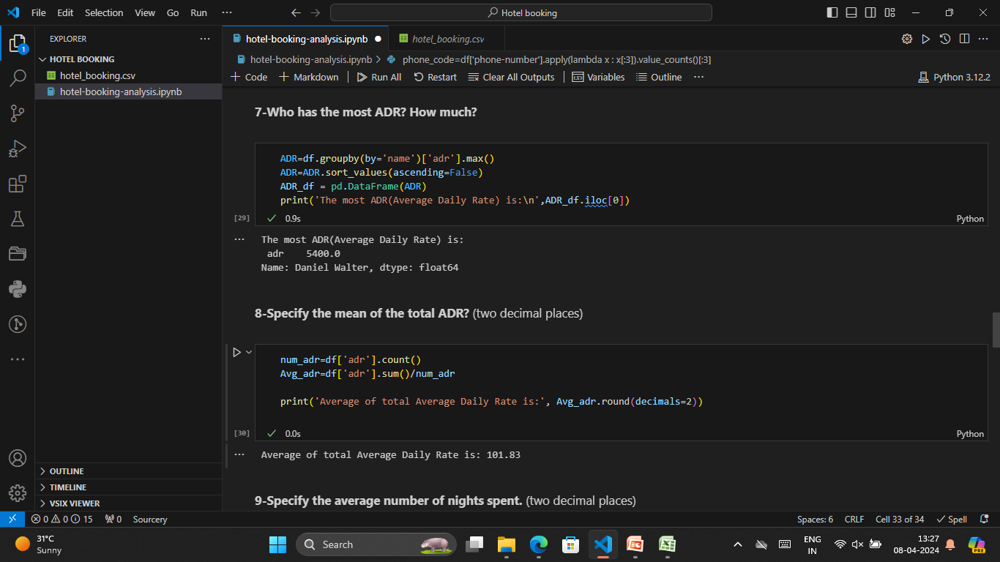 File Edit Selection View Go Run ···
Hotel booking
EXPLORER ···
HOTEL BOOKING
hotel_booking.csv
hotel-booking-analysis.ipynb
1
hotel-booking-analysis.ipynb
hotel_booking.csv
hotel-booking-analysis.ipynb > phone_code=df['phone-number'].apply(lambda x : x[:3]).value_counts()[:3]
+ Code + Markdown | Run All Restart Clear All Outputs | Variables Outline ··· Python 3.12.2
7-Who has the most ADR? How much?
ADR=df.groupby(by='name')['adr'].max()
ADR=ADR.sort_values(ascending=False)
ADR_df = pd.DataFrame(ADR)
print('The most ADR(Average Daily Rate) is:\n',ADR_df.iloc[0])
[29] 0.9s Python
··· The most ADR(Average Daily Rate) is:
adr    5400.0
Name: Daniel Walter, dtype: float64
8-Specify the mean of the total ADR? (two decimal places)
num_adr=df['adr'].count()
Avg_adr=df['adr'].sum()/num_adr
print('Average of total Average Daily Rate is:', Avg_adr.round(decimals=2))
[30] 0.0s Python
··· Average of total Average Daily Rate is: 101.83
9-Specify the average number of nights spent. (two decimal places)
OUTLINE
TIMELINE
VSIX VIEWER
0 0 15 0 Sourcery Spaces: 6 CRLF Cell 33 of 34 Spell
31°C
Sunny
Search
ENG
IN
13:27
08-04-2024
PRE